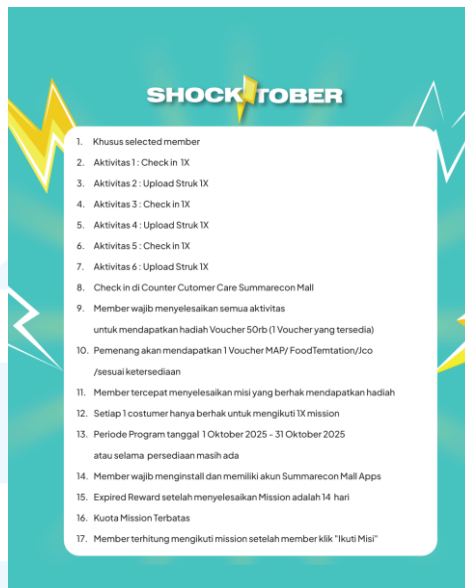 SHOCKTOBER
1. Khusus selected member
2. Aktivitas 1 : Check in 1X
3. Aktivitas 2 : Upload Struk 1X
4. Aktivitas 3 : Check in 1X
5. Aktivitas 4 : Upload Struk 1X
6. Aktivitas 5 : Check in 1X
7. Aktivitas 6 : Upload Struk 1X
8. Check in di Counter Cutomer Care Summarecon Mall
9. Member wajib menyelesaikan semua aktivitas
untuk mendapatkan hadiah Voucher 50rb (1 Voucher yang tersedia)
10. Pemenang akan mendapatkan 1 Voucher MAP/ FoodTemtation/Jco
/sesuai ketersediaan
11. Member tercepat menyelesaikan misi yang berhak mendapatkan hadiah
12. Setiap 1 costumer hanya berhak untuk mengikuti 1X mission
13. Periode Program tanggal 1 Oktober 2025 - 31 Oktober 2025
atau selama persediaan masih ada
14. Member wajib menginstall dan memiliki akun Summarecon Mall Apps
15. Expired Reward setelah menyelesaikan Mission adalah 14 hari
16. Kuota Mission Terbatas
17. Member terhitung mengikuti mission setelah member klik "Ikuti Misi"